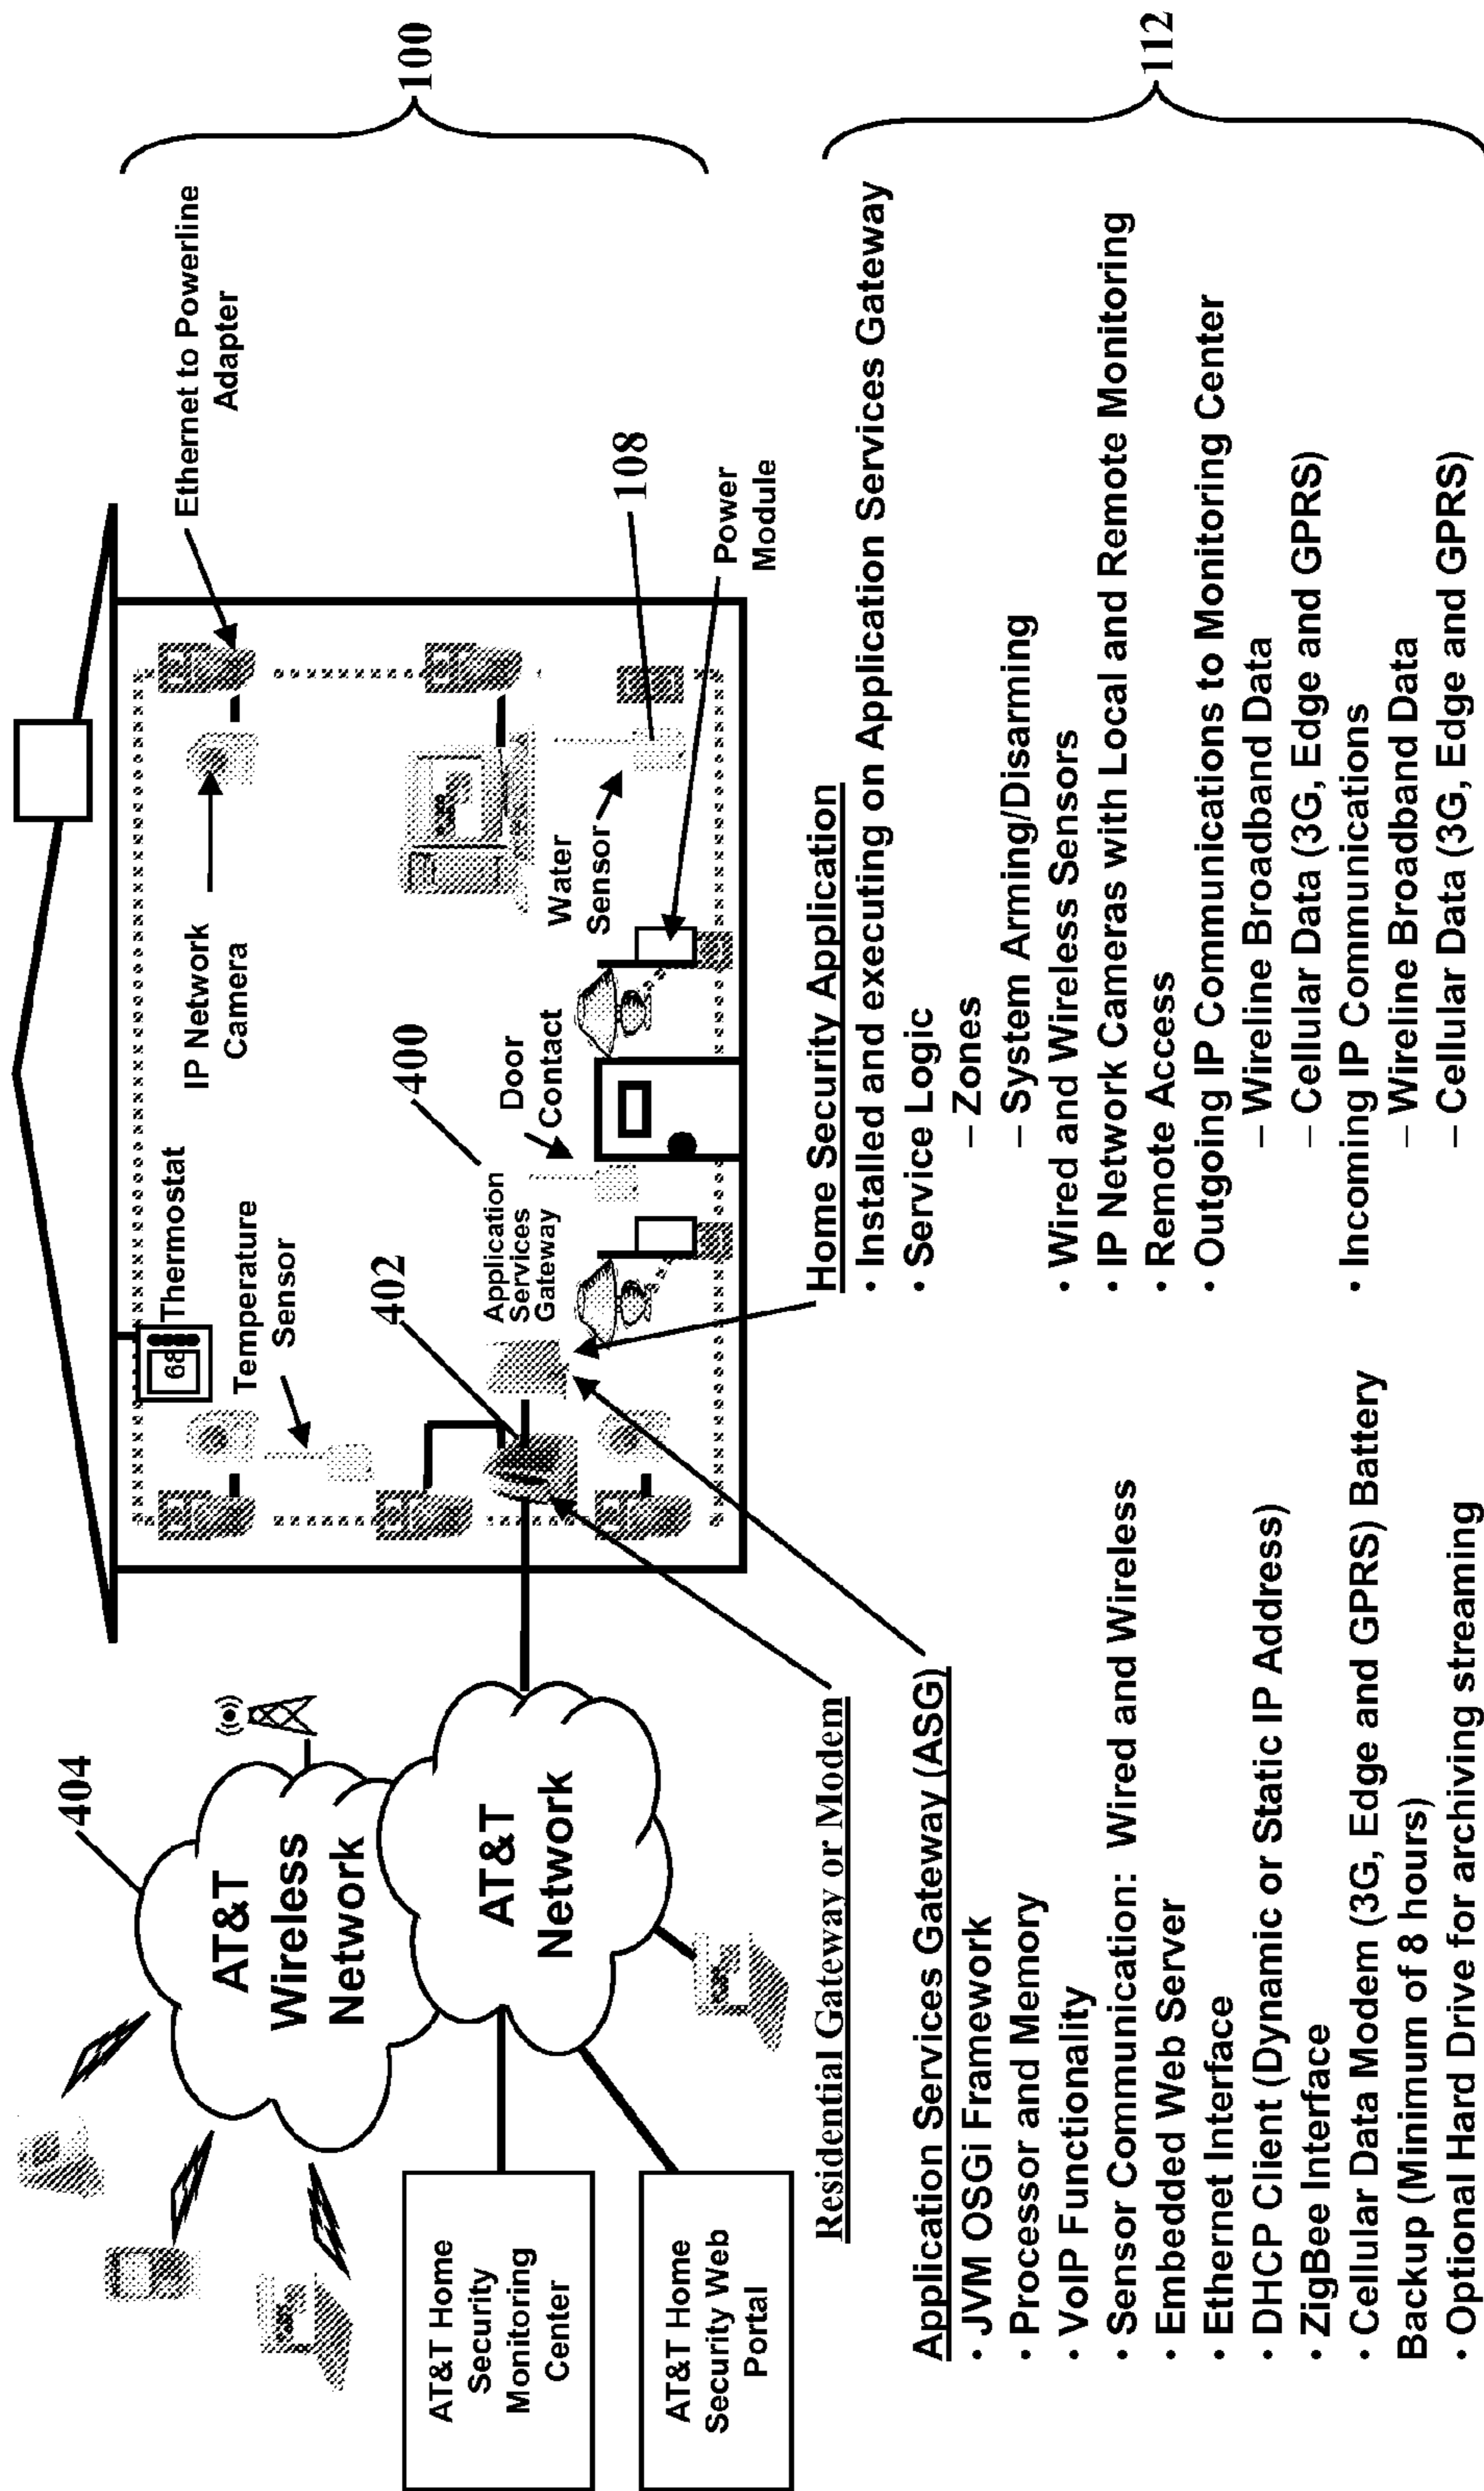 404
AT&T
Wireless
Network
AT&T
Network
AT&T Home
Security
Monitoring
Center
AT&T Home
Security Web
Portal
Residential Gateway or Modem
68
Thermostat
Temperature
Sensor
402
Application
Services
Gateway
400
Door
Contact
IP Network
Camera
Water
Sensor
Ethernet to Powerline
Adapter
108
Power
Module
100
Application Services Gateway (ASG)
• JVM OSGi Framework
• Processor and Memory
• VoIP Functionality
• Sensor Communication: Wired and Wireless
• Embedded Web Server
• Ethernet Interface
• DHCP Client (Dynamic or Static IP Address)
• ZigBee Interface
• Cellular Data Modem (3G, Edge and GPRS) Battery
Backup (Minimum of 8 hours)
• Optional Hard Drive for archiving streaming
Home Security Application
• Installed and executing on Application Services Gateway
• Service Logic
– Zones
– System Arming/Disarming
• Wired and Wireless Sensors
• IP Network Cameras with Local and Remote Monitoring
• Remote Access
• Outgoing IP Communications to Monitoring Center
– Wireline Broadband Data
– Cellular Data (3G, Edge and GPRS)
• Incoming IP Communications
– Wireline Broadband Data
– Cellular Data (3G, Edge and GPRS)
112